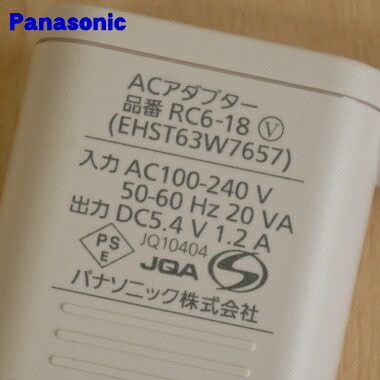 Panasonic
ACアダプター
品番 RC6-18 Ⓥ
(EHST63W7657)
入力 AC100-240 V
50-60 Hz 20 VA
出力 DC5.4 V 1.2 A
PS
E
JQ10404
JQA
S
パナソニック株式会社